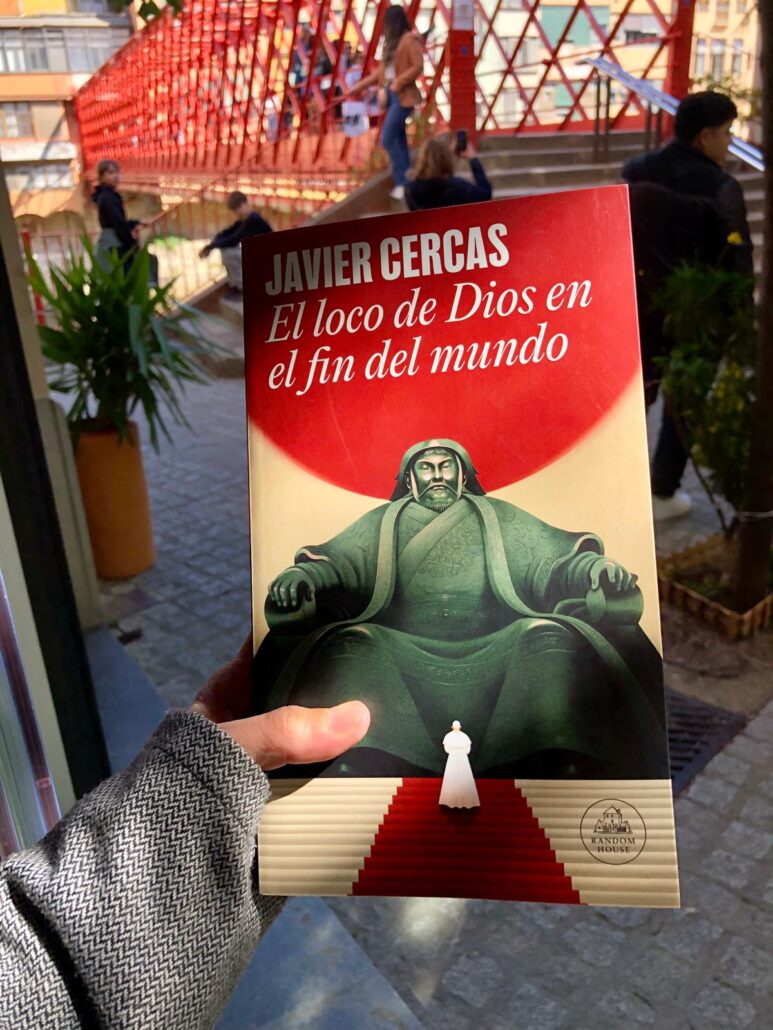 JAVIER CERCAS
El loco de Dios en
el fin del mundo
RANDOM
HOUSE